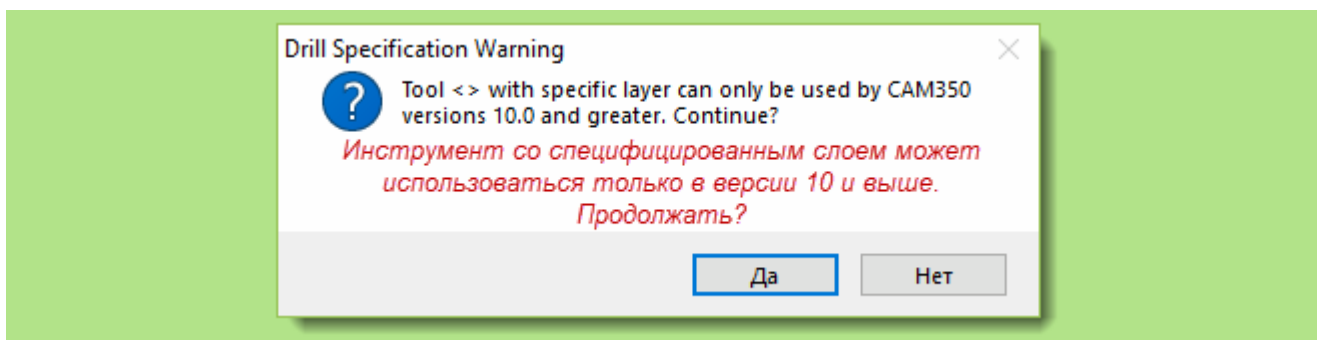 Drill Specification Warning
Tool <> with specific layer can only be used by CAM350
versions 10.0 and greater. Continue?
Инструмент со специфицированным слоем может
использоваться только в версии 10 и выше.
Продолжать?
Да Нет